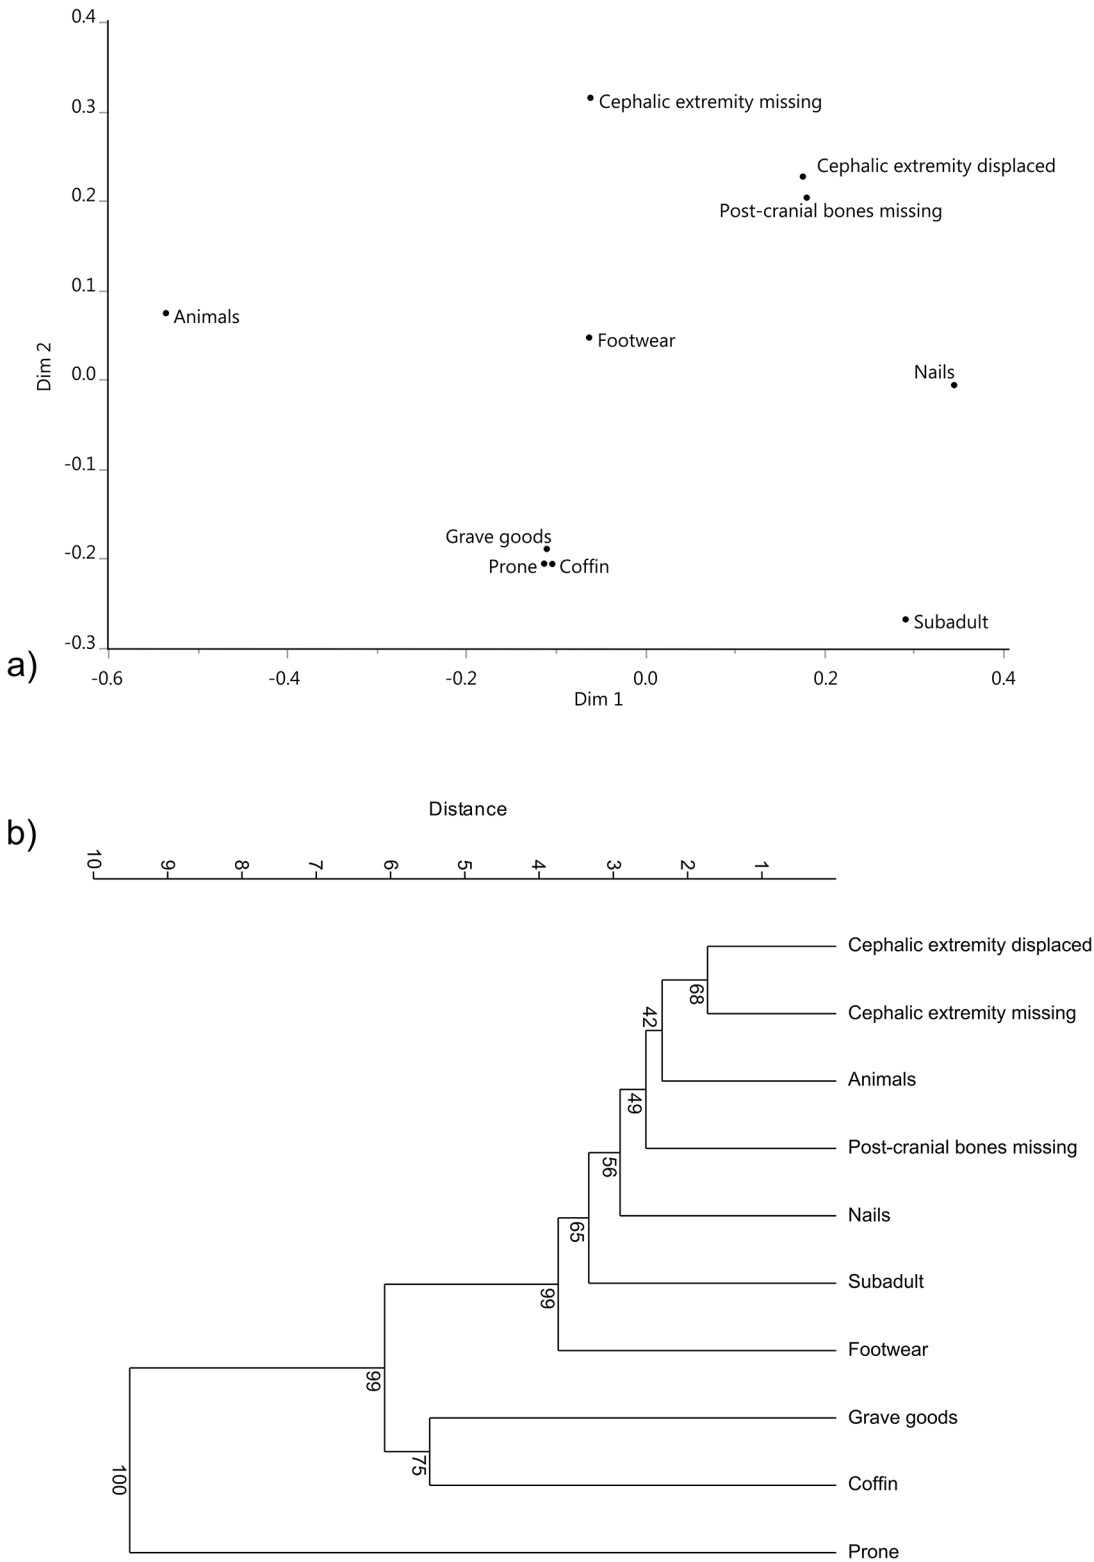 0.4
0.3
Cephalic extremity missing
Cephalic extremity displaced
0.2
Post-cranial bones missing
0.1
Animals
Footwear
Dim 2
0.0
Nails
-0.1
Grave goods
-0.2
Prone
Coffin
Subadult
-0.3
a)
-0.6 -0.4 -0.2 0.0 0.2 0.4
Dim 1
Distance
b)
10 9 8 7 6 5 4 3 2 1
Cephalic extremity displaced
68
Cephalic extremity missing
42
Animals
49
Post-cranial bones missing
56
Nails
65
Subadult
99
Footwear
99
Grave goods
75
Coffin
100
Prone